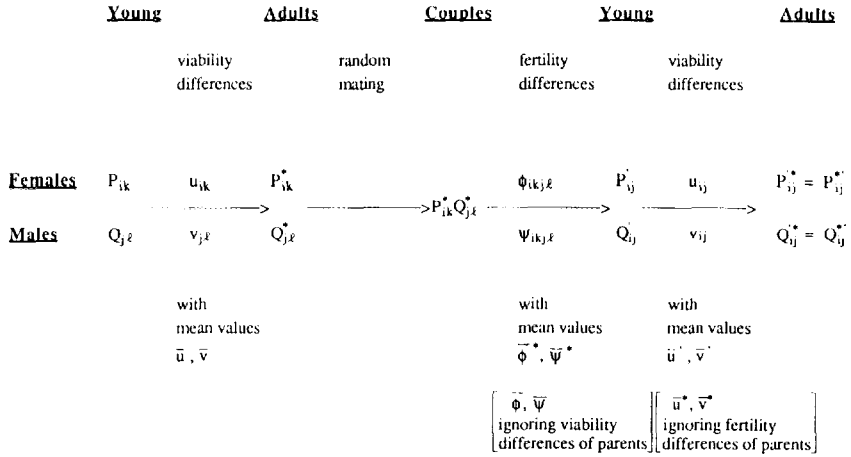 Young Adults Couples Young Adults
viability random fertility viability
differences mating differences differences
Females P_ik u_ik P*_ik ϕ_ikjℓ P'_ij u_ij P'*_ij = P*'_ij
P*_ik Q*_jℓ
Males Q_jℓ v_jℓ Q*_jℓ ψ_ikjℓ Q'_ij v_ij Q'*_ij = Q*'_ij
with with with
mean values mean values mean values
ū , v̄ ϕ̄*, ψ̄* ū', v̄'
[ϕ̄, ψ̄ [ū*, v̄*
ignoring viability ignoring fertility
differences of parents] differences of parents]